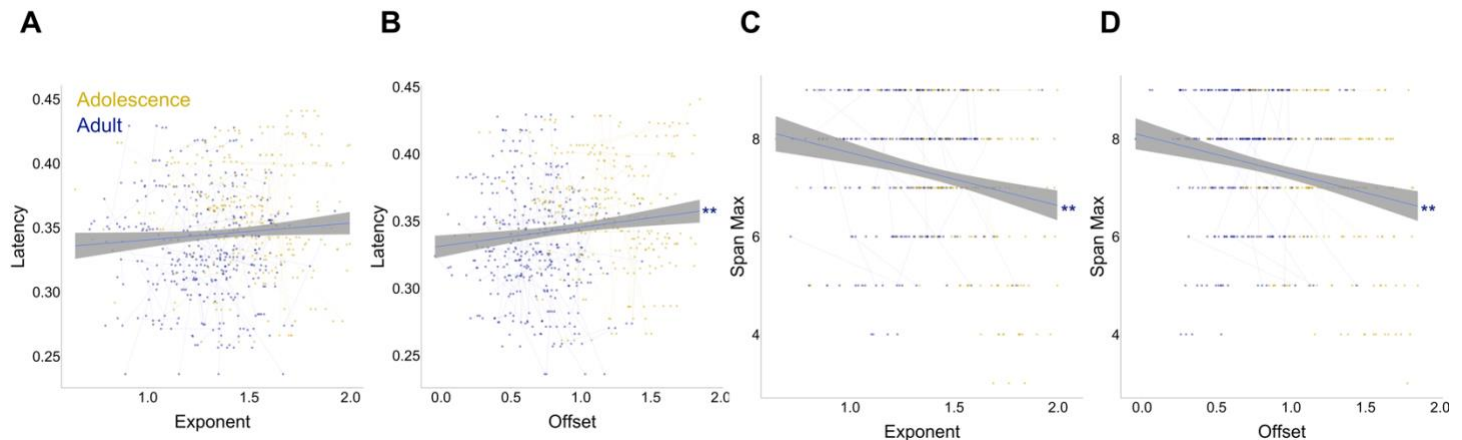 A
B
C
D
Adolescence
Adult
Latency
0.45
0.40
0.35
0.30
0.25
1.0 1.5 2.0
Exponent
Latency
0.45
0.40
0.35
0.30
0.25
**
0.0 0.5 1.0 1.5 2.0
Offset
Span Max
8
6
4
**
1.0 1.5 2.0
Exponent
Span Max
8
6
4
**
0.0 0.5 1.0 1.5 2.0
Offset